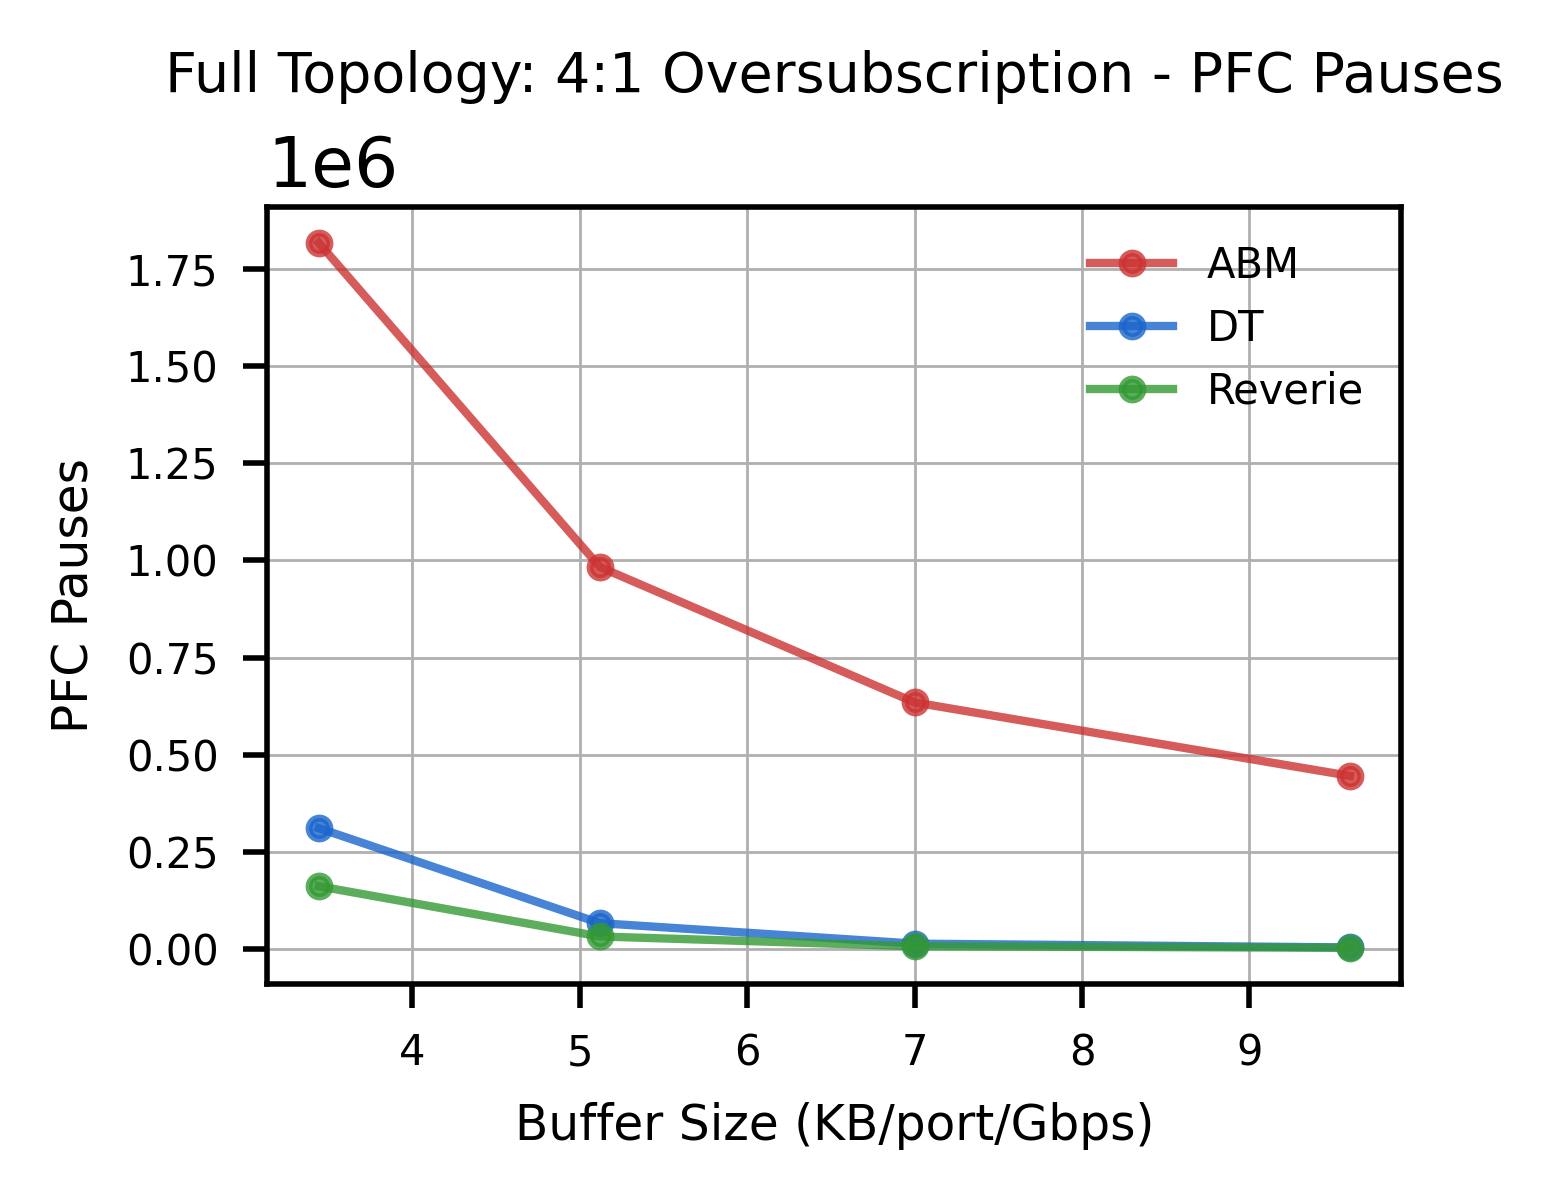 Full Topology: 4:1 Oversubscription - PFC Pauses
1e6
ABM
DT
Reverie
1.75
1.50
1.25
1.00
0.75
0.50
0.25
0.00
PFC Pauses
4 5 6 7 8 9
Buffer Size (KB/port/Gbps)